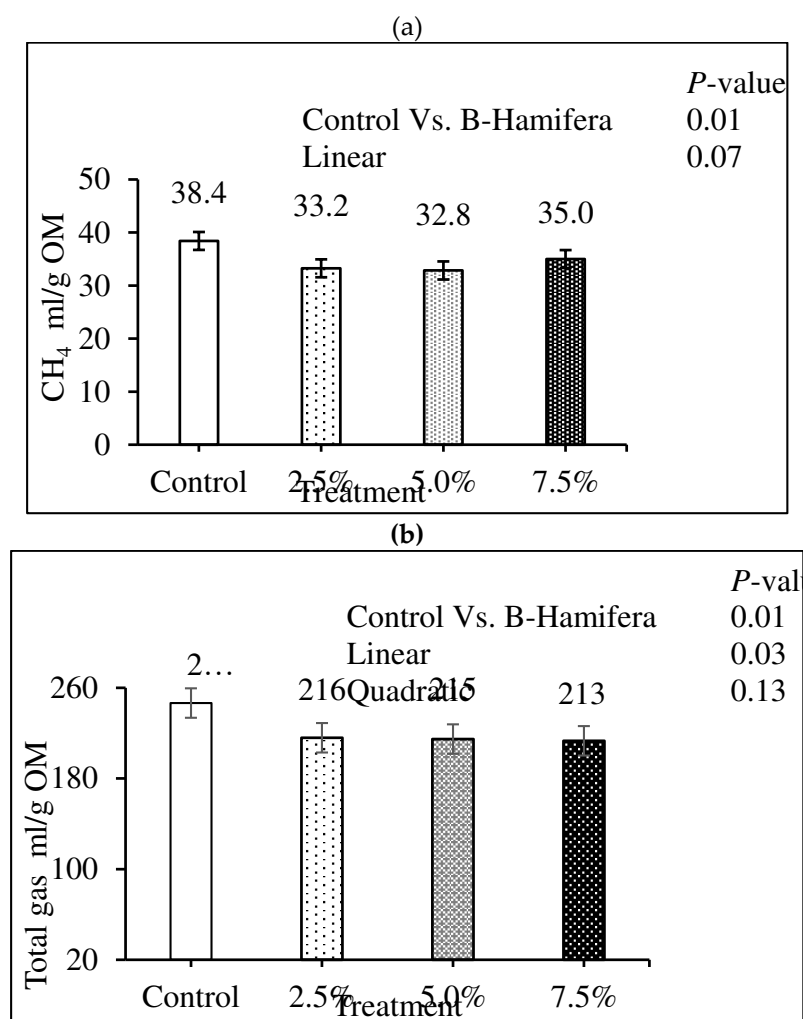 (a)
P-value
Control Vs. B-Hamifera 0.01
Linear 0.07
CH₄ ml/g OM
50
40
30
20
10
0
38.4 33.2 32.8 35.0
Control 2.5% 5.0% 7.5%
Treatment
(b)
P-val
Control Vs. B-Hamifera 0.01
Linear 0.03
Quadratic 0.13
Total gas ml/g OM
260
180
100
20
2… 216 215 213
Control 2.5% 5.0% 7.5%
Treatment